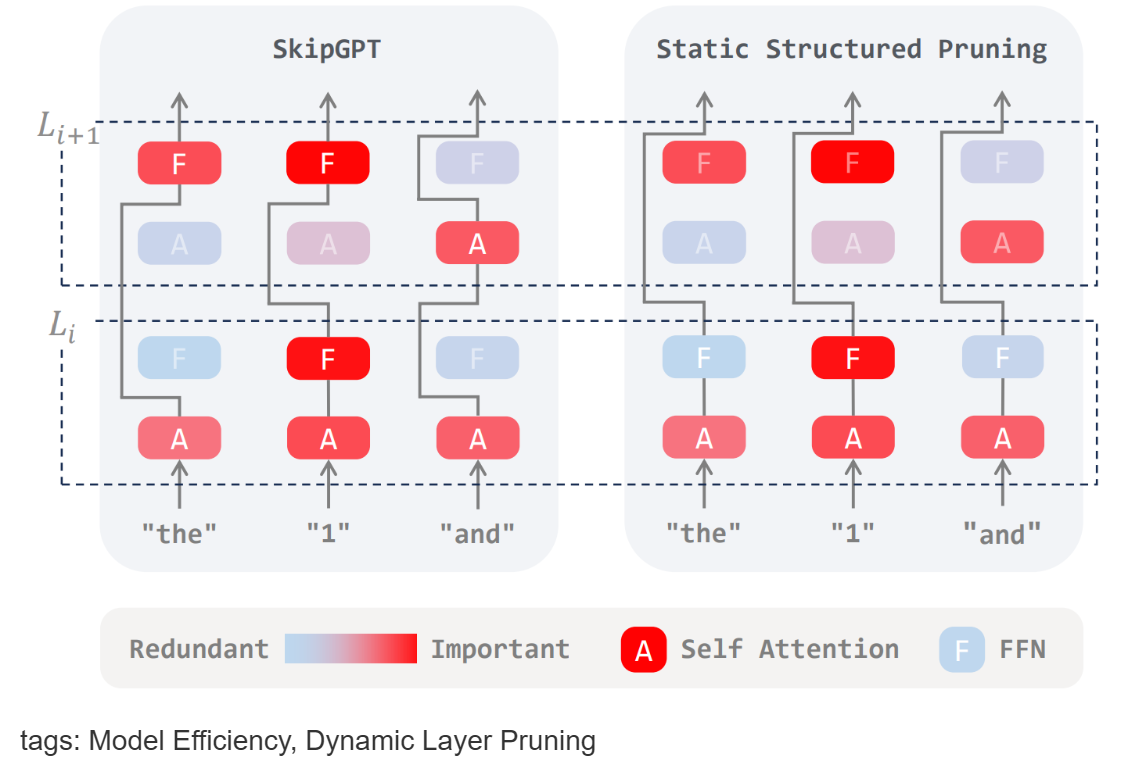 SkipGPT
Static Structured Pruning
L_{i+1}
F F F F F F
A A A A A A
L_i
F F F F F F
A A A A A A
"the" "1" "and" "the" "1" "and"
Redundant Important A Self Attention F FFN
tags: Model Efficiency, Dynamic Layer Pruning